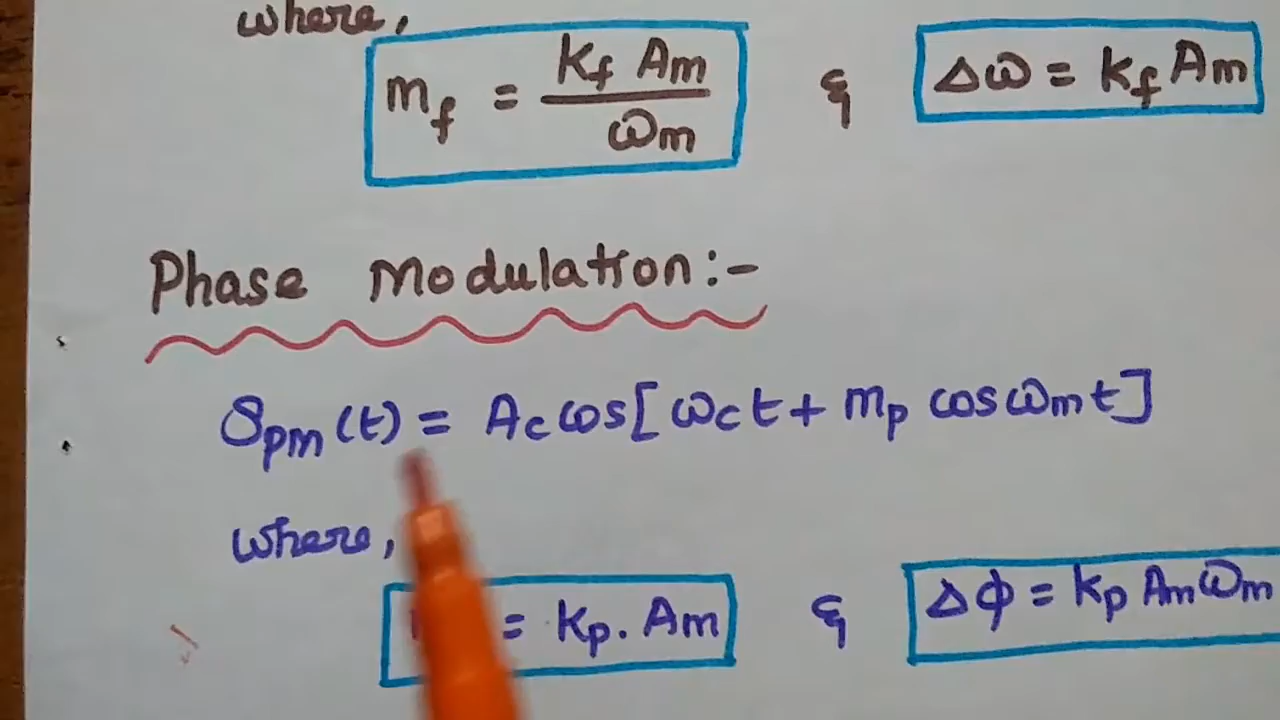 where,
mf = Kf Am / ωm & Δω = Kf Am
Phase Modulation:-
Spm(t) = Ac cos[ωct + mp cos ωmt]
where,
= Kp. Am & Δφ = Kp Am ωm